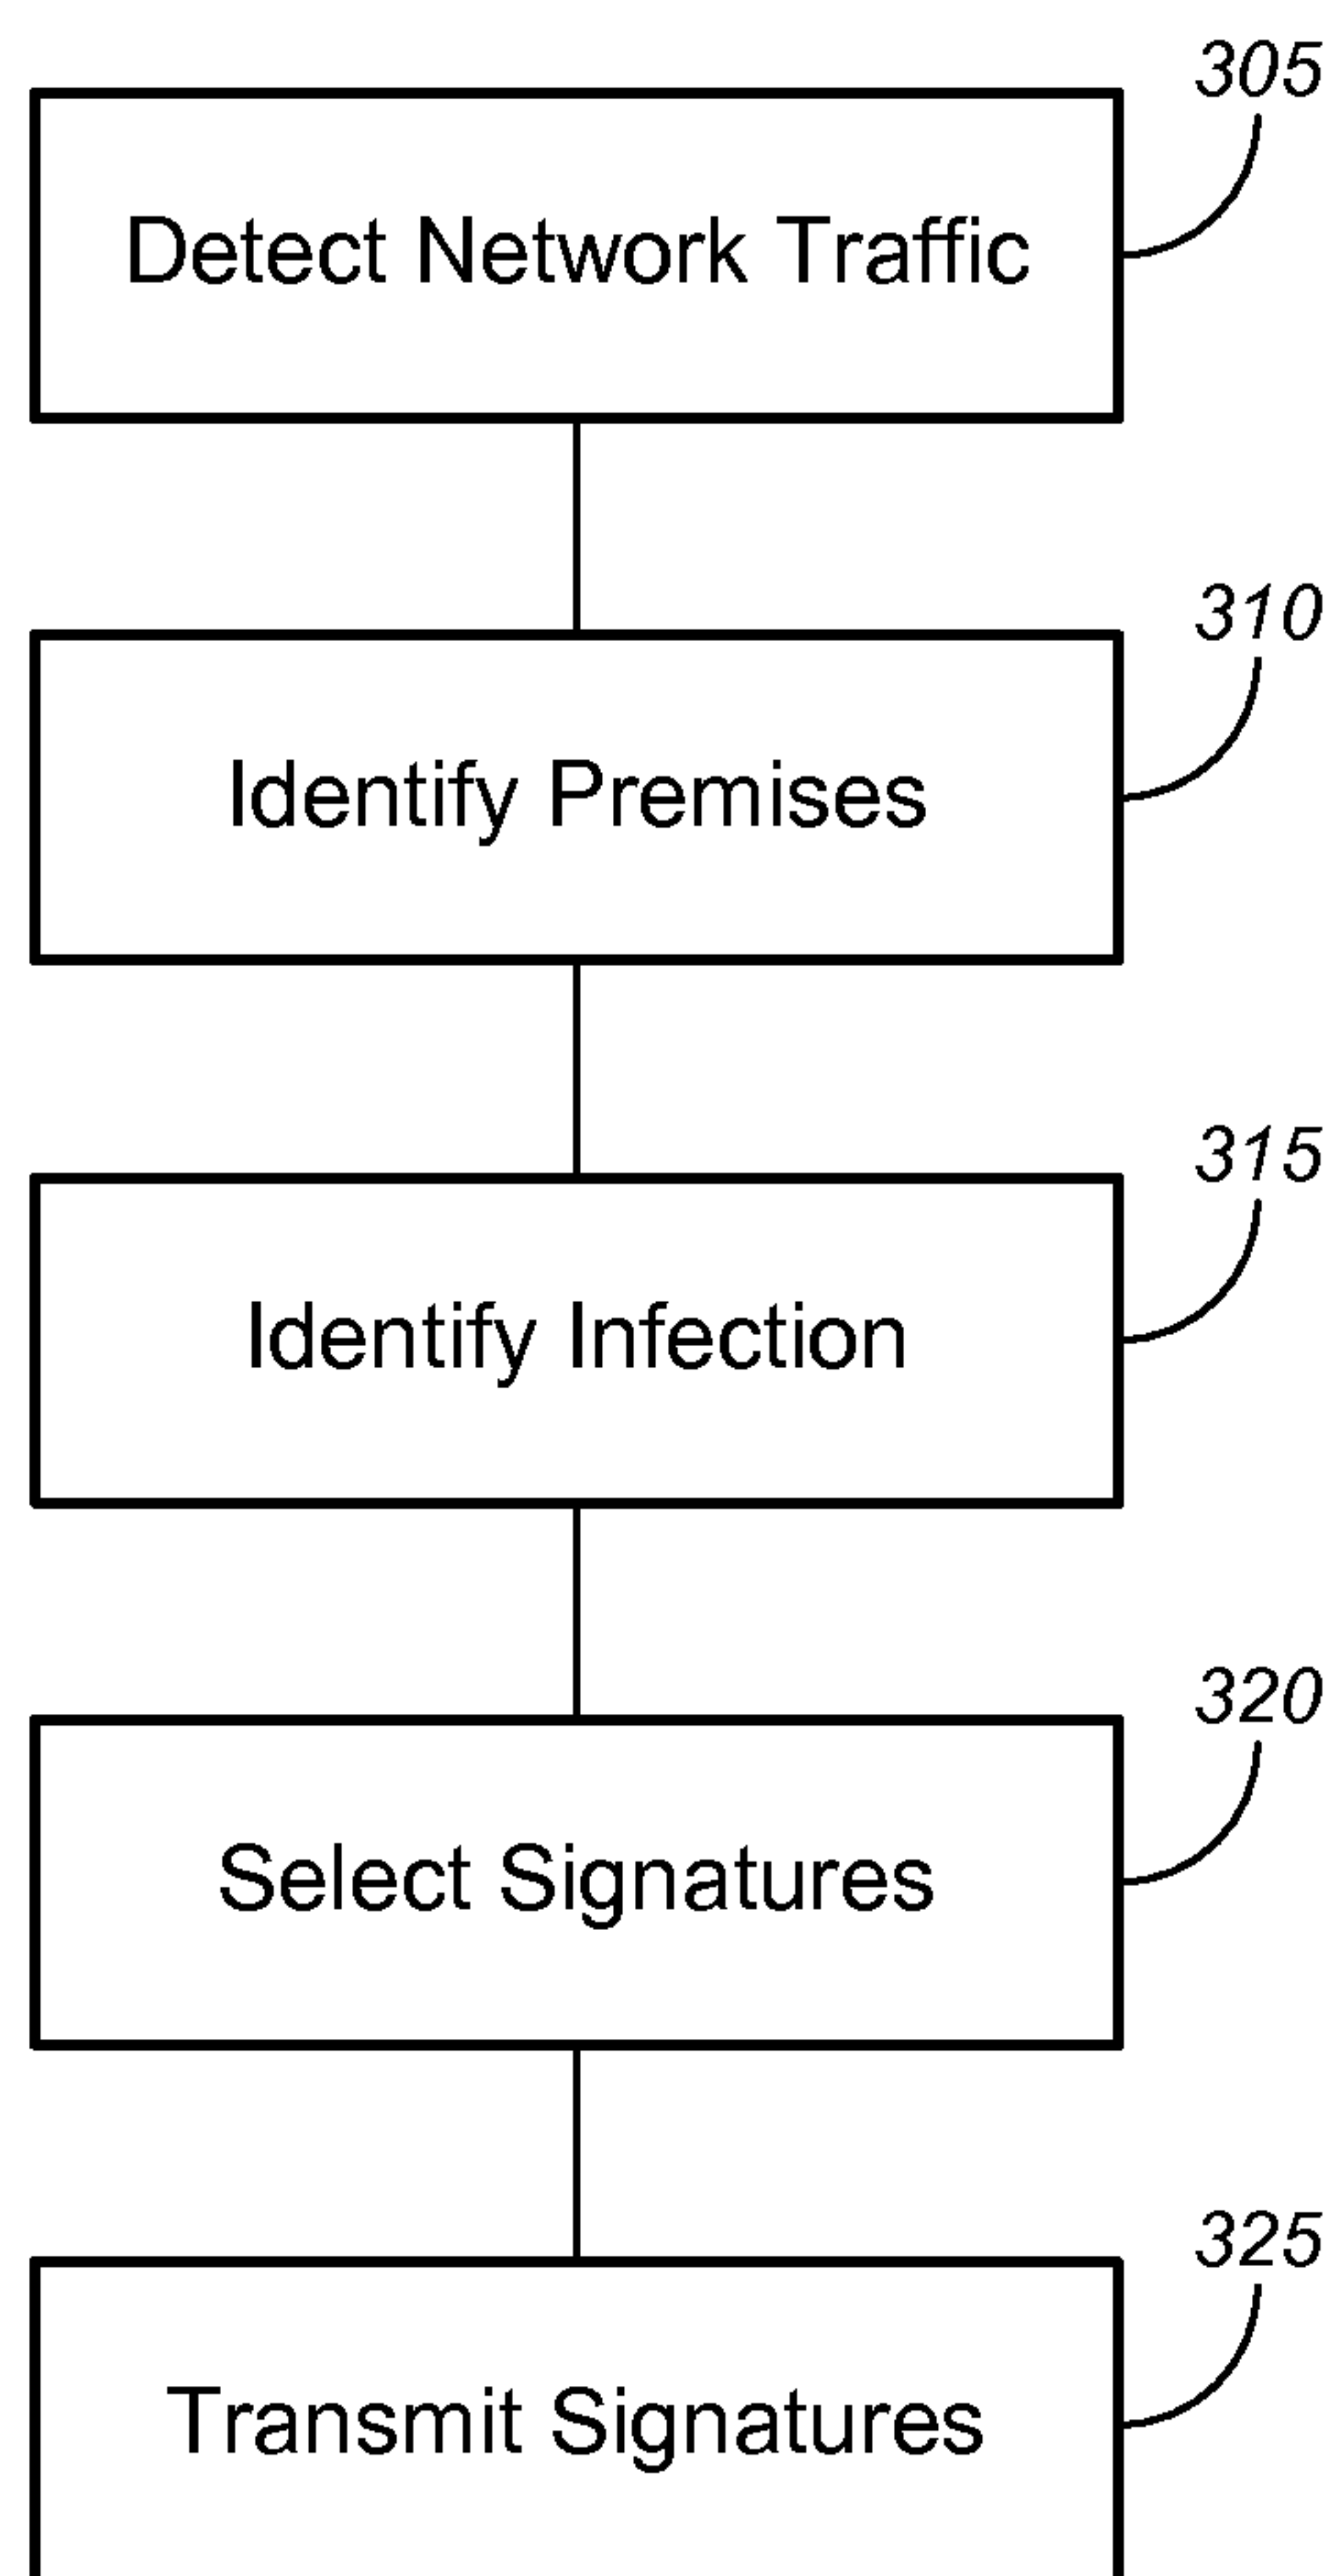 305
Detect Network Traffic
310
Identify Premises
315
Identify Infection
320
Select Signatures
325
Transmit Signatures